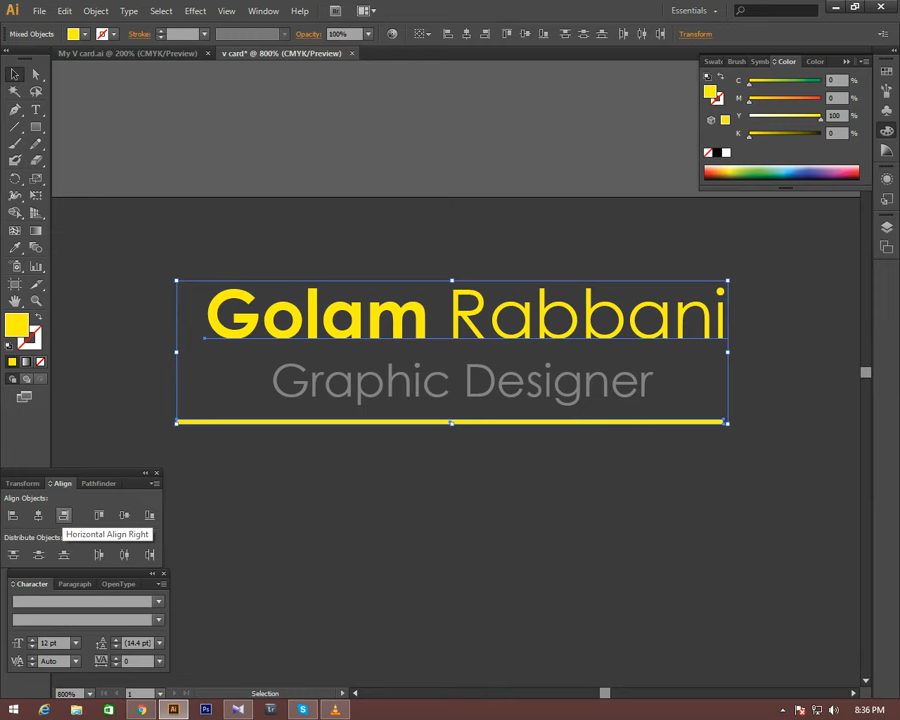 Ai File Edit Object Type Select Effect View Window Help Br Essentials
Mixed Objects Stroke: Opacity: 100% Transform
My V card.ai @ 200% (CMYK/Preview) × v card* @ 800% (CMYK/Preview) ×
Swat Brush Symb Color Color
C 0 %
M 0 %
Y 100 %
K 0 %
Golam Rabbani
Graphic Designer
Transform Align Pathfinder
Align Objects:
Horizontal Align Right
Distribute Objects
Character Paragraph OpenType
12 pt (14.4 pt)
Auto 0
800% 1 Selection
8:36 PM